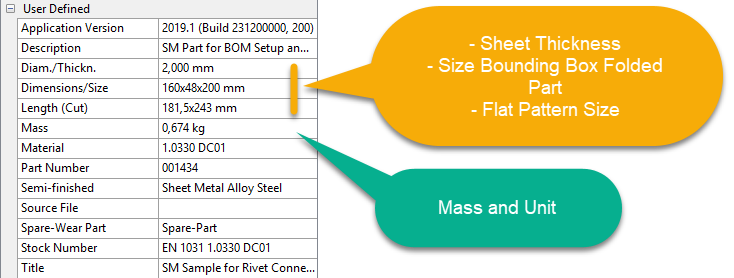 User Defined
Application Version 2019.1 (Build 231200000, 200)
Description SM Part for BOM Setup an...
Diam./Thickn. 2,000 mm
Dimensions/Size 160x48x200 mm
Length (Cut) 181,5x243 mm
Mass 0,674 kg
Material 1.0330 DC01
Part Number 001434
Semi-finished Sheet Metal Alloy Steel
Source File
Spare-Wear Part Spare-Part
Stock Number EN 1031 1.0330 DC01
Title SM Sample for Rivet Conne...
- Sheet Thickness
- Size Bounding Box Folded
Part
- Flat Pattern Size
Mass and Unit